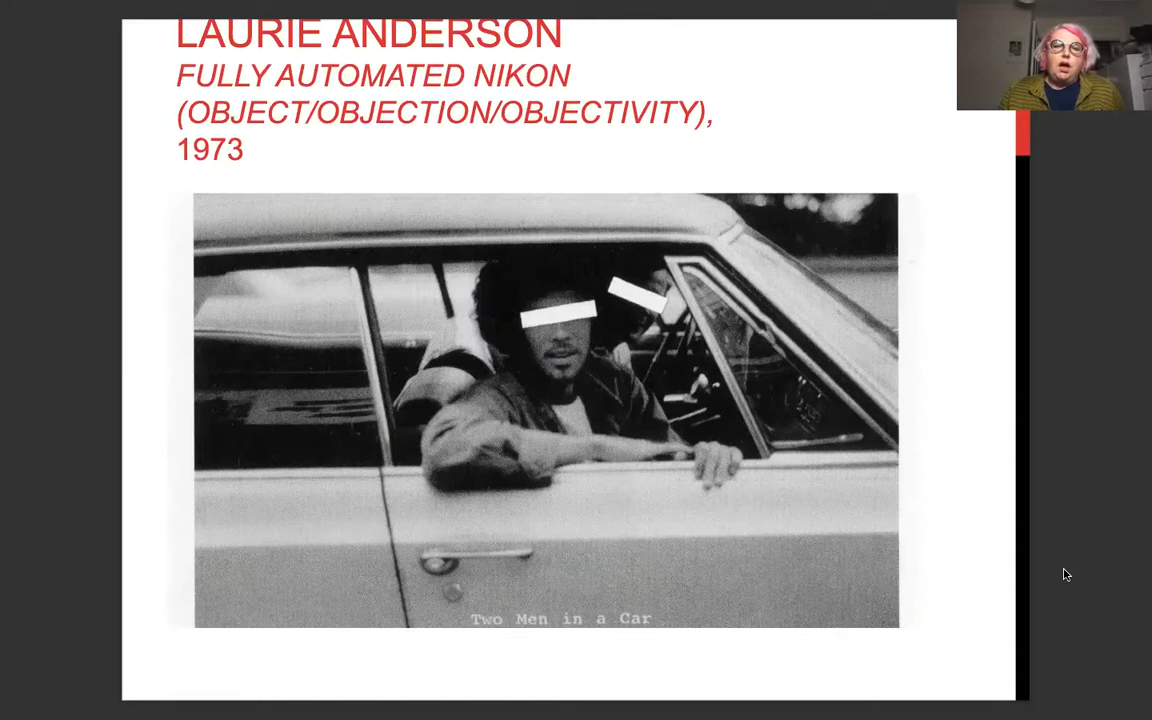 LAURIE ANDERSON
FULLY AUTOMATED NIKON
(OBJECT/OBJECTION/OBJECTIVITY),
1973
Two Men in a Car